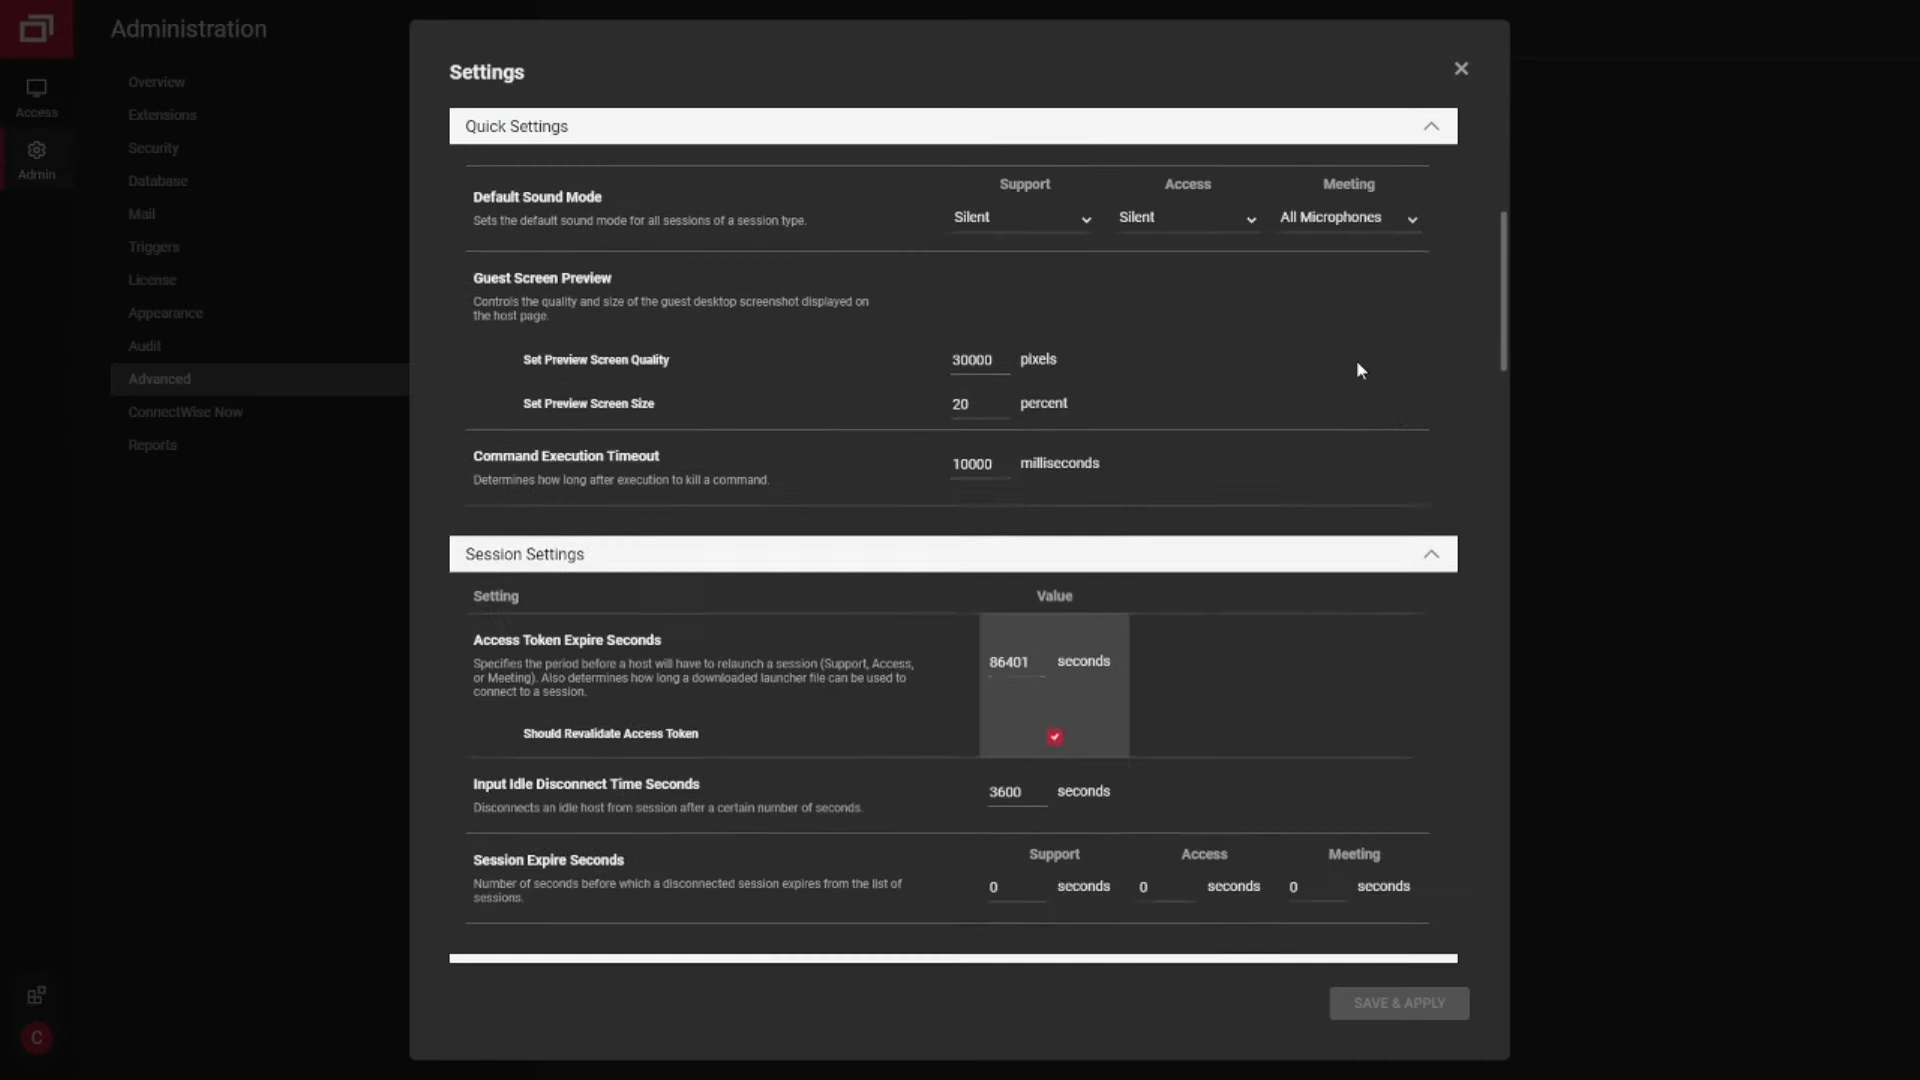 Administration
Access
Admin
Overview
Extensions
Security
Database
Mail
Triggers
License
Appearance
Audit
Advanced
ConnectWise Now
Reports
C
Settings
Quick Settings
Support Access Meeting
Default Sound Mode
Sets the default sound mode for all sessions of a session type.
Silent Silent All Microphones
Guest Screen Preview
Controls the quality and size of the guest desktop screenshot displayed on
the host page.
Set Preview Screen Quality 30000 pixels
Set Preview Screen Size 20 percent
Command Execution Timeout
Determines how long after execution to kill a command.
10000 milliseconds
Session Settings
Setting Value
Access Token Expire Seconds
Specifies the period before a host will have to relaunch a session (Support, Access,
or Meeting). Also determines how long a downloaded launcher file can be used to
connect to a session.
86401 seconds
Should Revalidate Access Token
Input Idle Disconnect Time Seconds
Disconnects an idle host from session after a certain number of seconds.
3600 seconds
Support Access Meeting
Session Expire Seconds
Number of seconds before which a disconnected session expires from the list of
sessions.
0 seconds 0 seconds 0 seconds
SAVE & APPLY